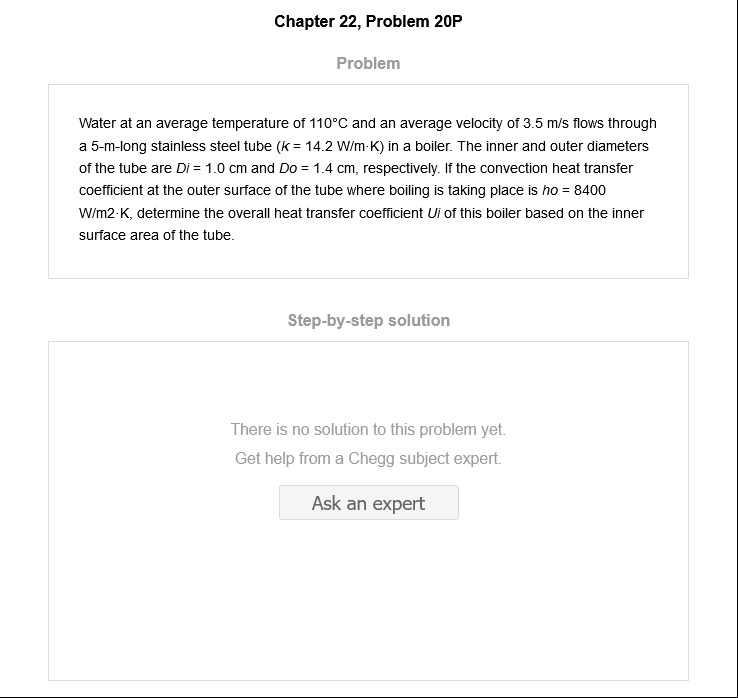 Chapter 22, Problem 20P
Problem
Water at an average temperature of 110°C and an average velocity of 3.5 m/s flows through
a 5-m-long stainless steel tube (k = 14.2 W/m·K) in a boiler. The inner and outer diameters
of the tube are Di = 1.0 cm and Do = 1.4 cm, respectively. If the convection heat transfer
coefficient at the outer surface of the tube where boiling is taking place is ho = 8400
W/m2·K, determine the overall heat transfer coefficient Ui of this boiler based on the inner
surface area of the tube.
Step-by-step solution
There is no solution to this problem yet.
Get help from a Chegg subject expert.
Ask an expert